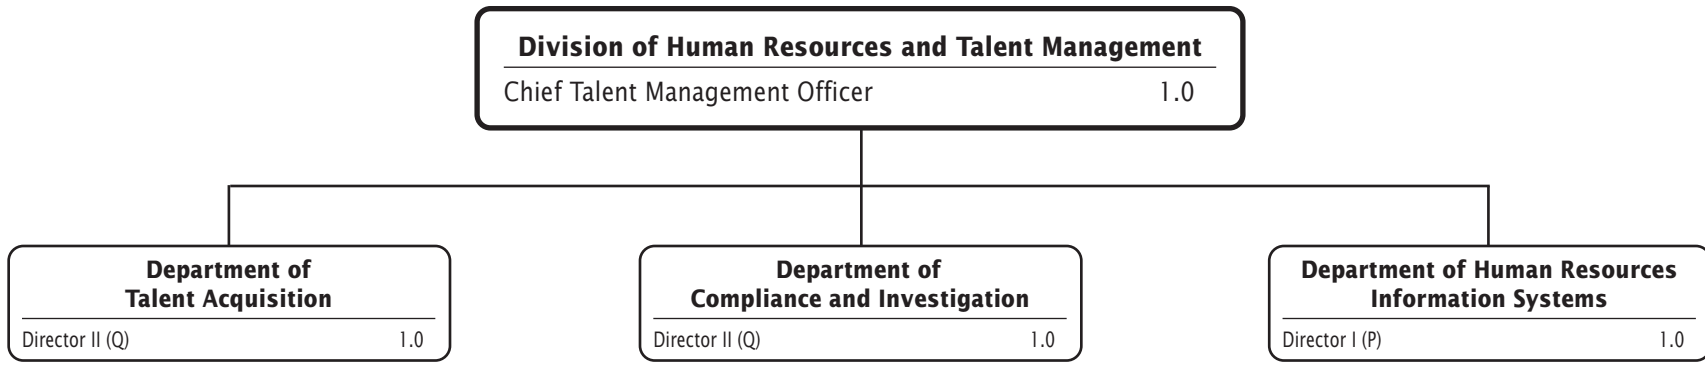 Division of Human Resources and Talent Management
Chief Talent Management Officer 1.0
Department of
Talent Acquisition
Director II (Q) 1.0
Department of
Compliance and Investigation
Director II (Q) 1.0
Department of Human Resources
Information Systems
Director I (P) 1.0